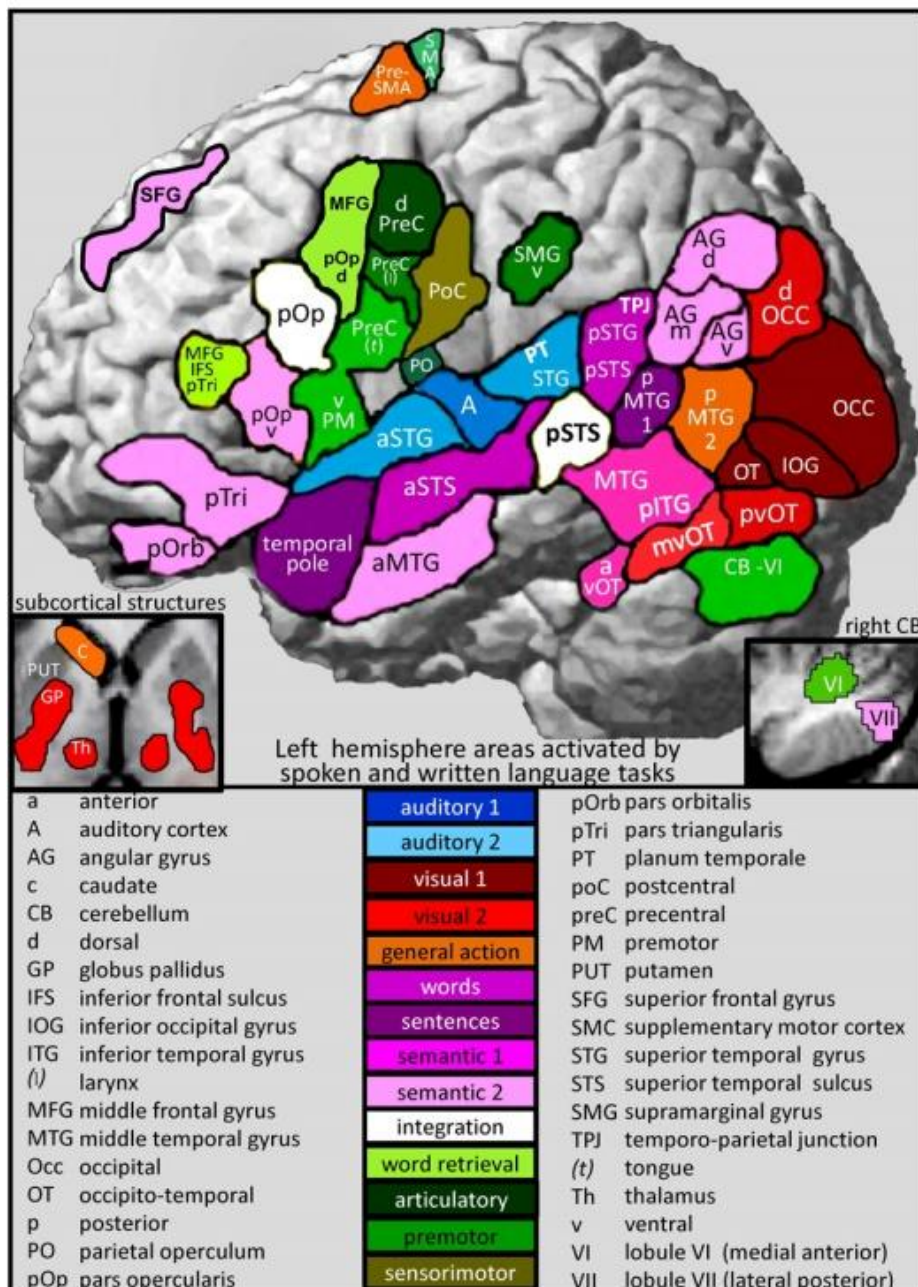 S
M
A
Pre-
SMA
SFG
MFG
pOp
d
d
PreC
PreC
(l)
PoC
SMG
v
AG
d
AG
m
AG
v
d
OCC
pOp
PreC
(t)
MFG
IFS
pTri
pOp
v
v
PM
PO
A
PT
STG
TPJ
pSTG
pSTS
p
MTG
1
p
MTG
2
OCC
aSTG
pSTS
OT
IOG
aSTS
MTG
pITG
pTri
pOrb
temporal
pole
aMTG
mvOT
pvOT
a
vOT
CB -VI
subcortical structures
right CB
C
PUT
GP
Th
VI
VII
Left hemisphere areas activated by
spoken and written language tasks
a anterior
A auditory cortex
AG angular gyrus
c caudate
CB cerebellum
d dorsal
GP globus pallidus
IFS inferior frontal sulcus
IOG inferior occipital gyrus
ITG inferior temporal gyrus
(l) larynx
MFG middle frontal gyrus
MTG middle temporal gyrus
Occ occipital
OT occipito-temporal
p posterior
PO parietal operculum
pOp pars opercularis
auditory 1
auditory 2
visual 1
visual 2
general action
words
sentences
semantic 1
semantic 2
integration
word retrieval
articulatory
premotor
sensorimotor
pOrb pars orbitalis
pTri pars triangularis
PT planum temporale
poC postcentral
preC precentral
PM premotor
PUT putamen
SFG superior frontal gyrus
SMC supplementary motor cortex
STG superior temporal gyrus
STS superior temporal sulcus
SMG supramarginal gyrus
TPJ temporo-parietal junction
(t) tongue
Th thalamus
v ventral
VI lobule VI (medial anterior)
VII lobule VII (lateral posterior)